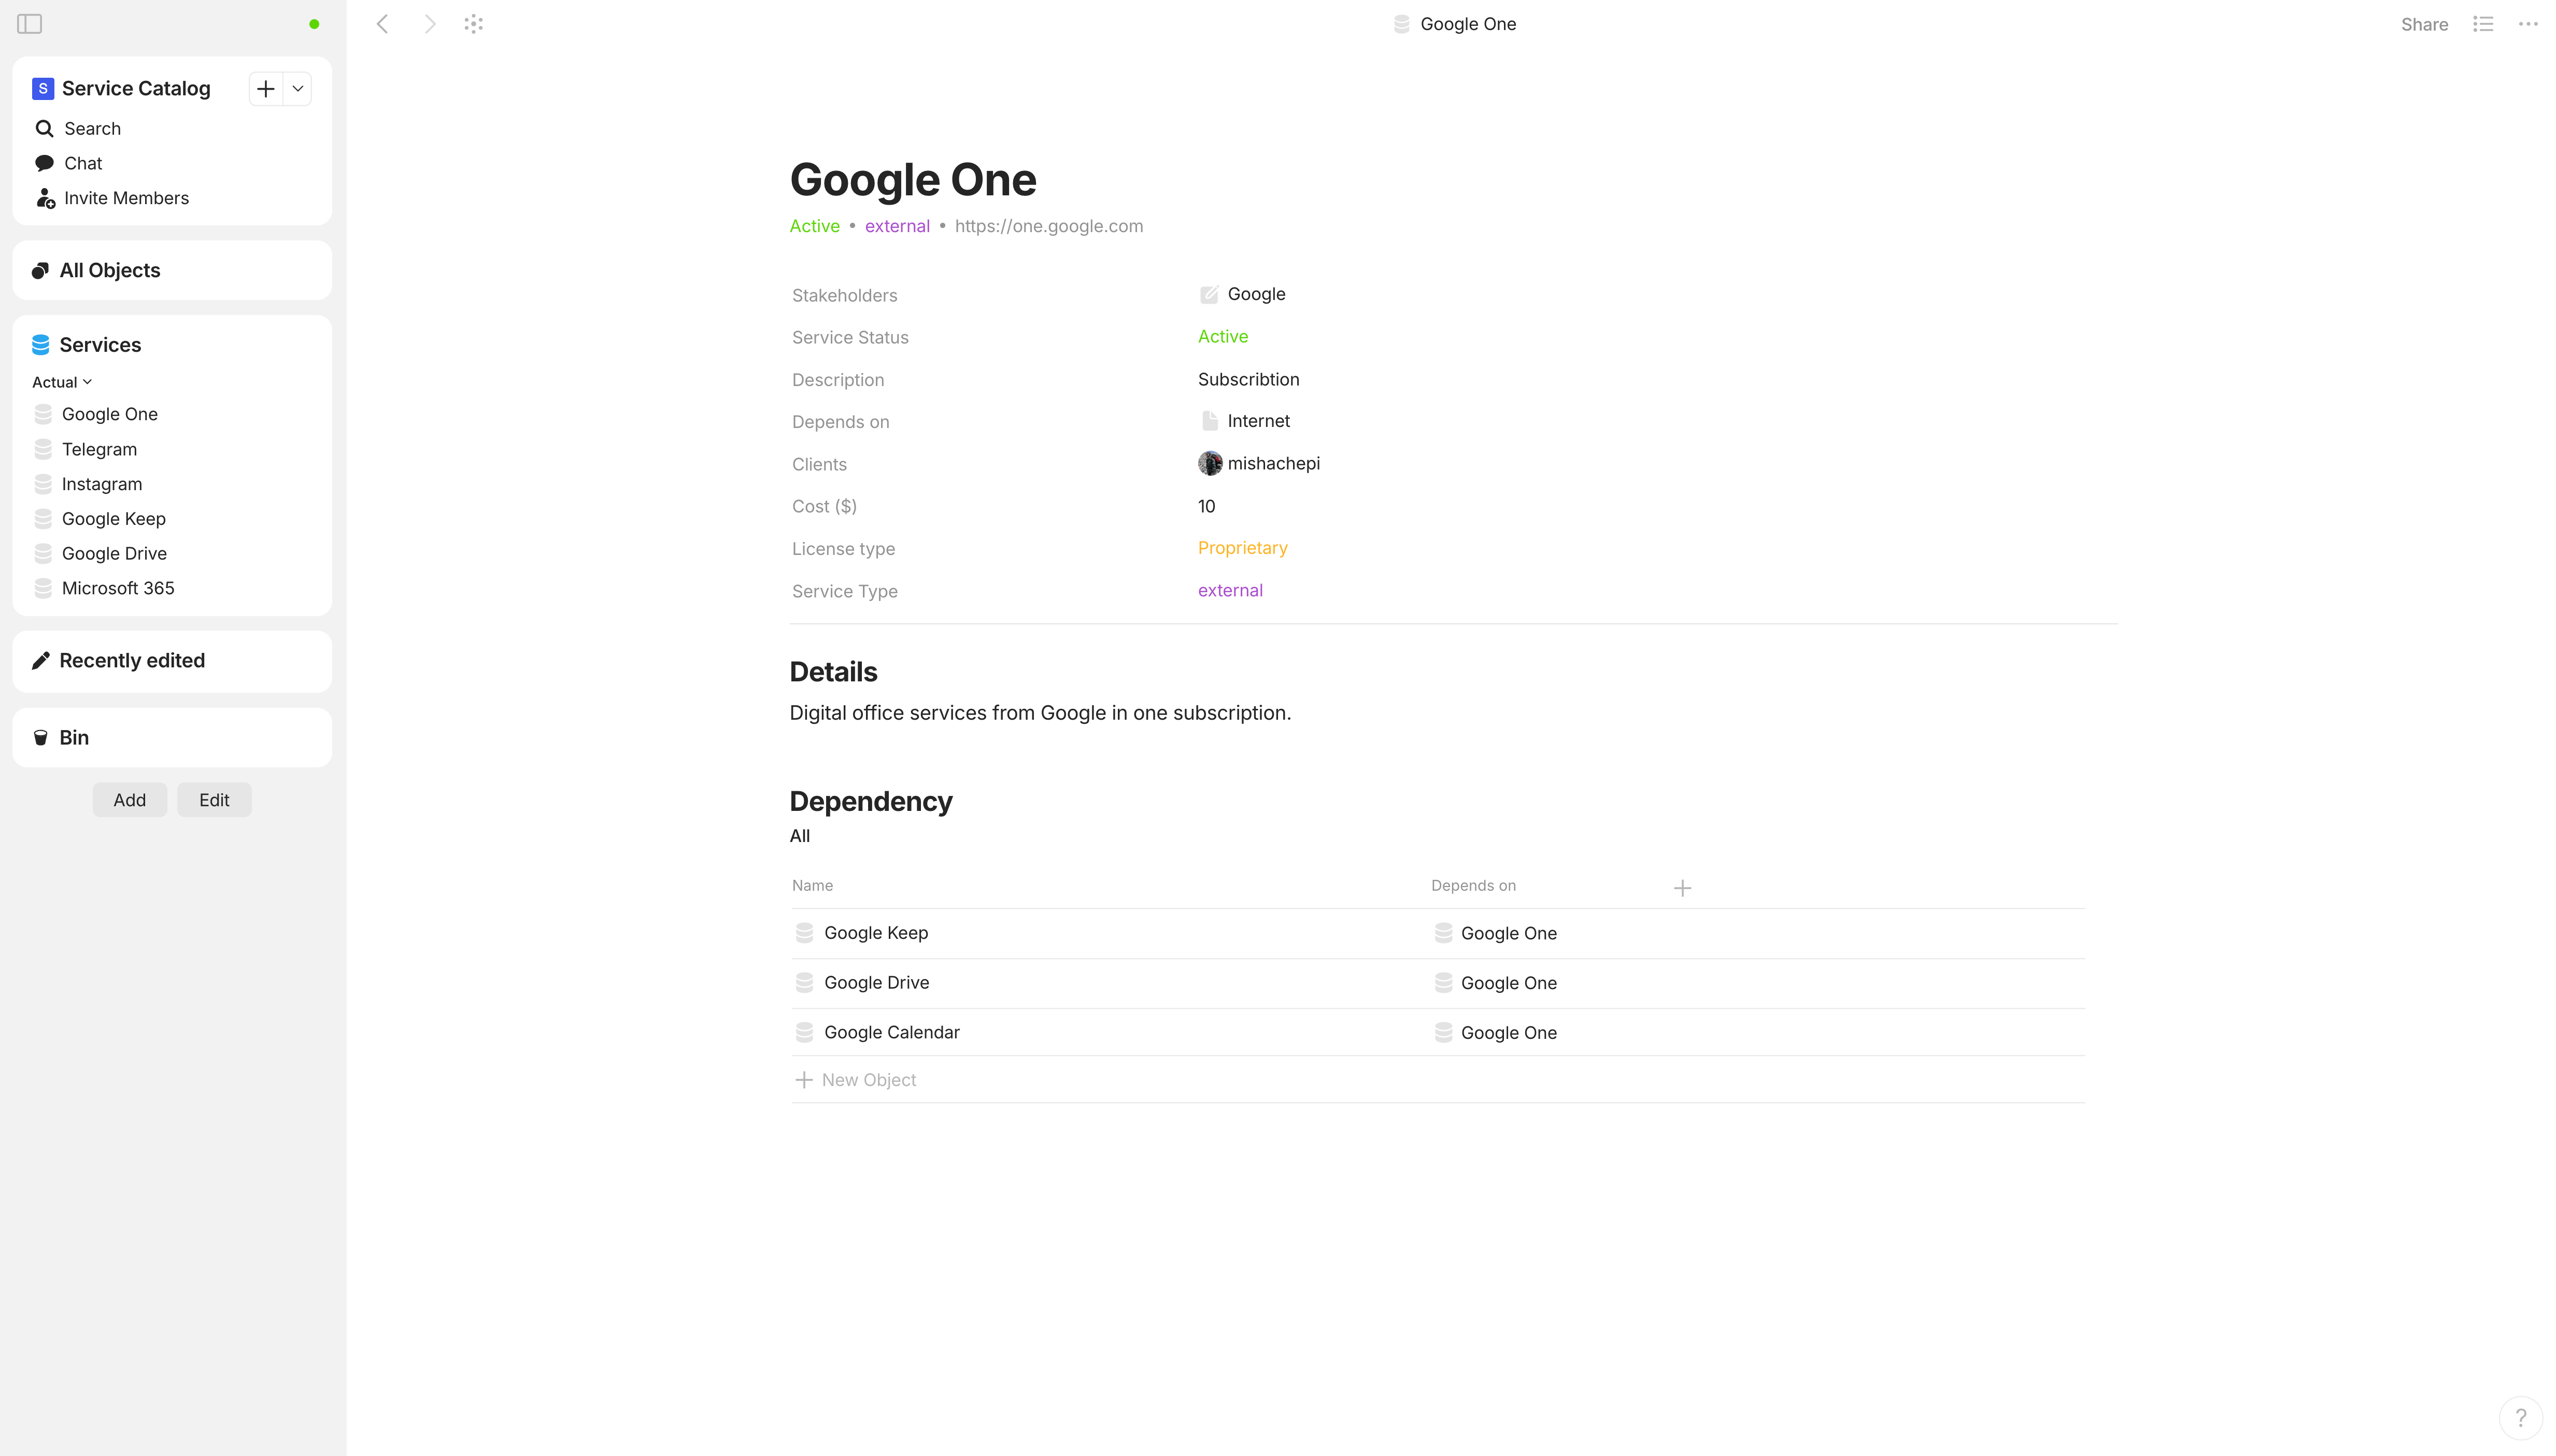 Google One
Share
S
Service Catalog
Search
Chat
Invite Members
All Objects
Services
Actual
Google One
Telegram
Instagram
Google Keep
Google Drive
Microsoft 365
Recently edited
Bin
Add Edit
Google One
Active • external • https://one.google.com
Stakeholders Google
Service Status Active
Description Subscribtion
Depends on Internet
Clients mishachepi
Cost ($) 10
License type Proprietary
Service Type external
Details
Digital office services from Google in one subscription.
Dependency
All
Name Depends on
Google Keep Google One
Google Drive Google One
Google Calendar Google One
New Object
?